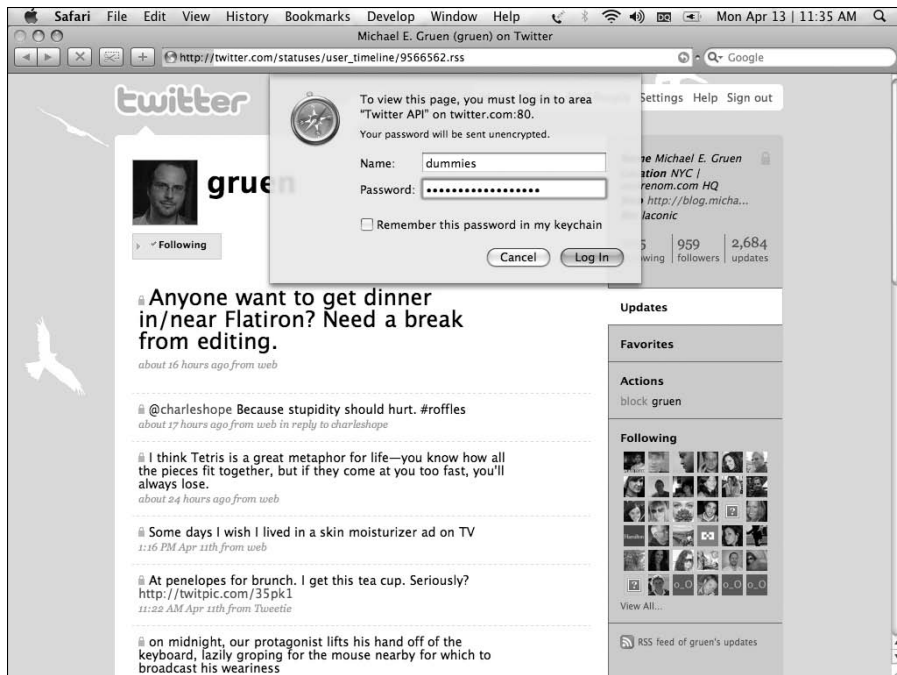 Safari File Edit View History Bookmarks Develop Window Help Mon Apr 13 | 11:35 AM
Michael E. Gruen (gruen) on Twitter
http://twitter.com/statuses/user_timeline/9566562.rss
Google
twitter
Settings Help Sign out
To view this page, you must log in to area
"Twitter API" on twitter.com:80.
Your password will be sent unencrypted.
Name: dummies
Password: ••••••••••••••••••
Remember this password in my keychain
Cancel Log In
gruen
Following
Michael E. Gruen
NYC |
HQ
http://blog.micha...
laconic
959 2,684
followers updates
Anyone want to get dinner
in/near Flatiron? Need a break
from editing.
about 16 hours ago from web
@charleshope Because stupidity should hurt. #roffles
about 17 hours ago from web in reply to charleshope
I think Tetris is a great metaphor for life—you know how all
the pieces fit together, but if they come at you too fast, you'll
always lose.
about 24 hours ago from web
Some days I wish I lived in a skin moisturizer ad on TV
1:16 PM Apr 11th from web
At penelopes for brunch. I get this tea cup. Seriously?
http://twitpic.com/35pk1
11:22 AM Apr 11th from Tweetie
on midnight, our protagonist lifts his hand off of the
keyboard, lazily groping for the mouse nearby for which to
broadcast his weariness
Updates
Favorites
Actions
block gruen
Following
o_O o_O o_O
View All...
RSS feed of gruen's updates